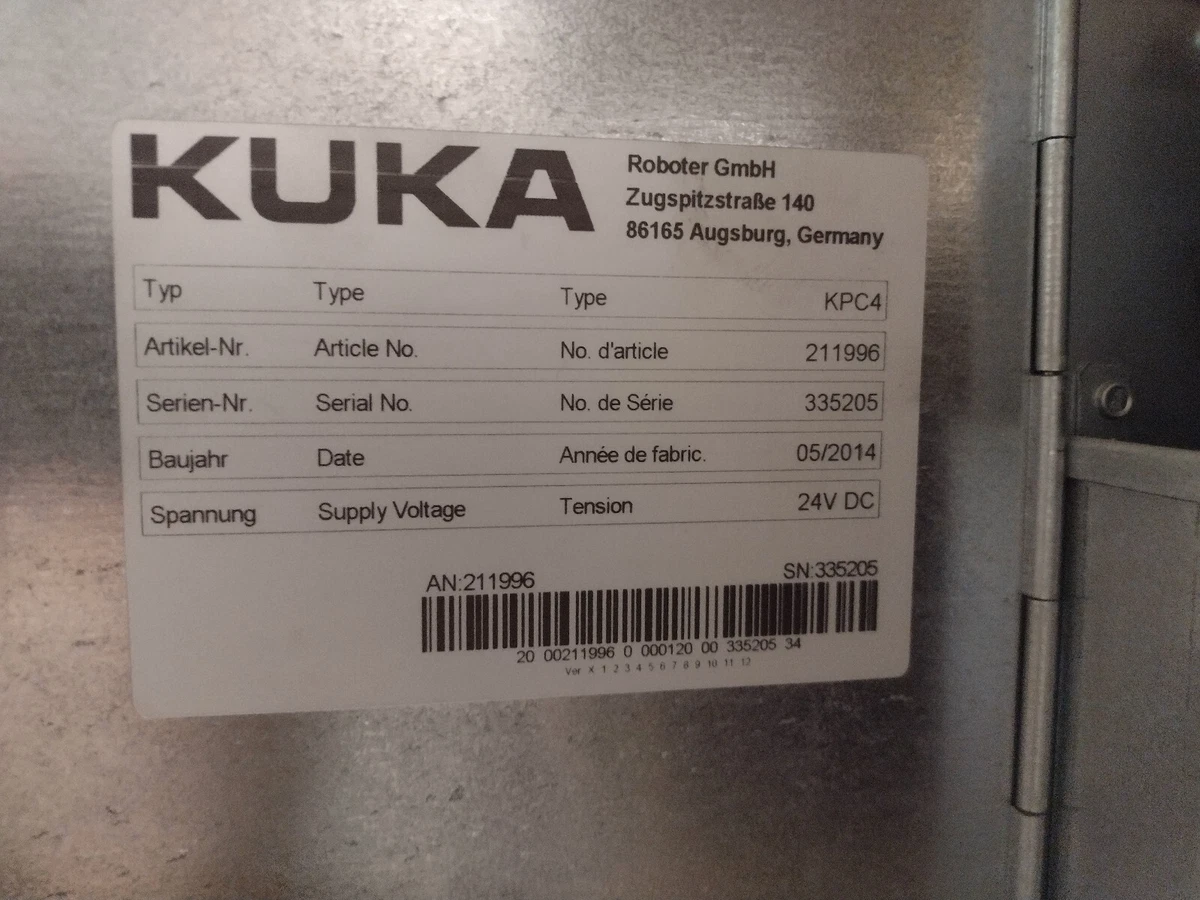 KUKA
Roboter GmbH
Zugspitzstraße 140
86165 Augsburg, Germany
Typ Type Type KPC4
Artikel-Nr. Article No. No. d'article 211996
Serien-Nr. Serial No. No. de Série 335205
Baujahr Date Année de fabric. 05/2014
Spannung Supply Voltage Tension 24V DC
AN:211996 SN:335205
20 00211996 0 000120 00 335205 34
Ver X 1 2 3 4 5 6 7 8 9 10 11 12